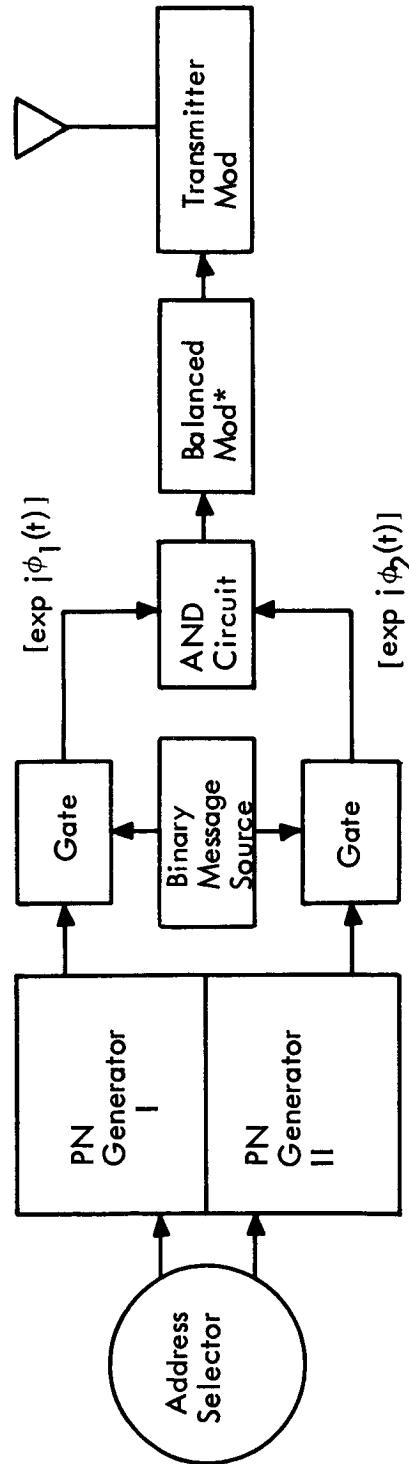 Address
Selector
PN
Generator
I
PN
Generator
II
Gate
Binary
Message
Source
Gate
[exp jϕ₁(t)]
AND
Circuit
[exp jϕ₂(t)]
Balanced
Mod*
Transmitter
Mod